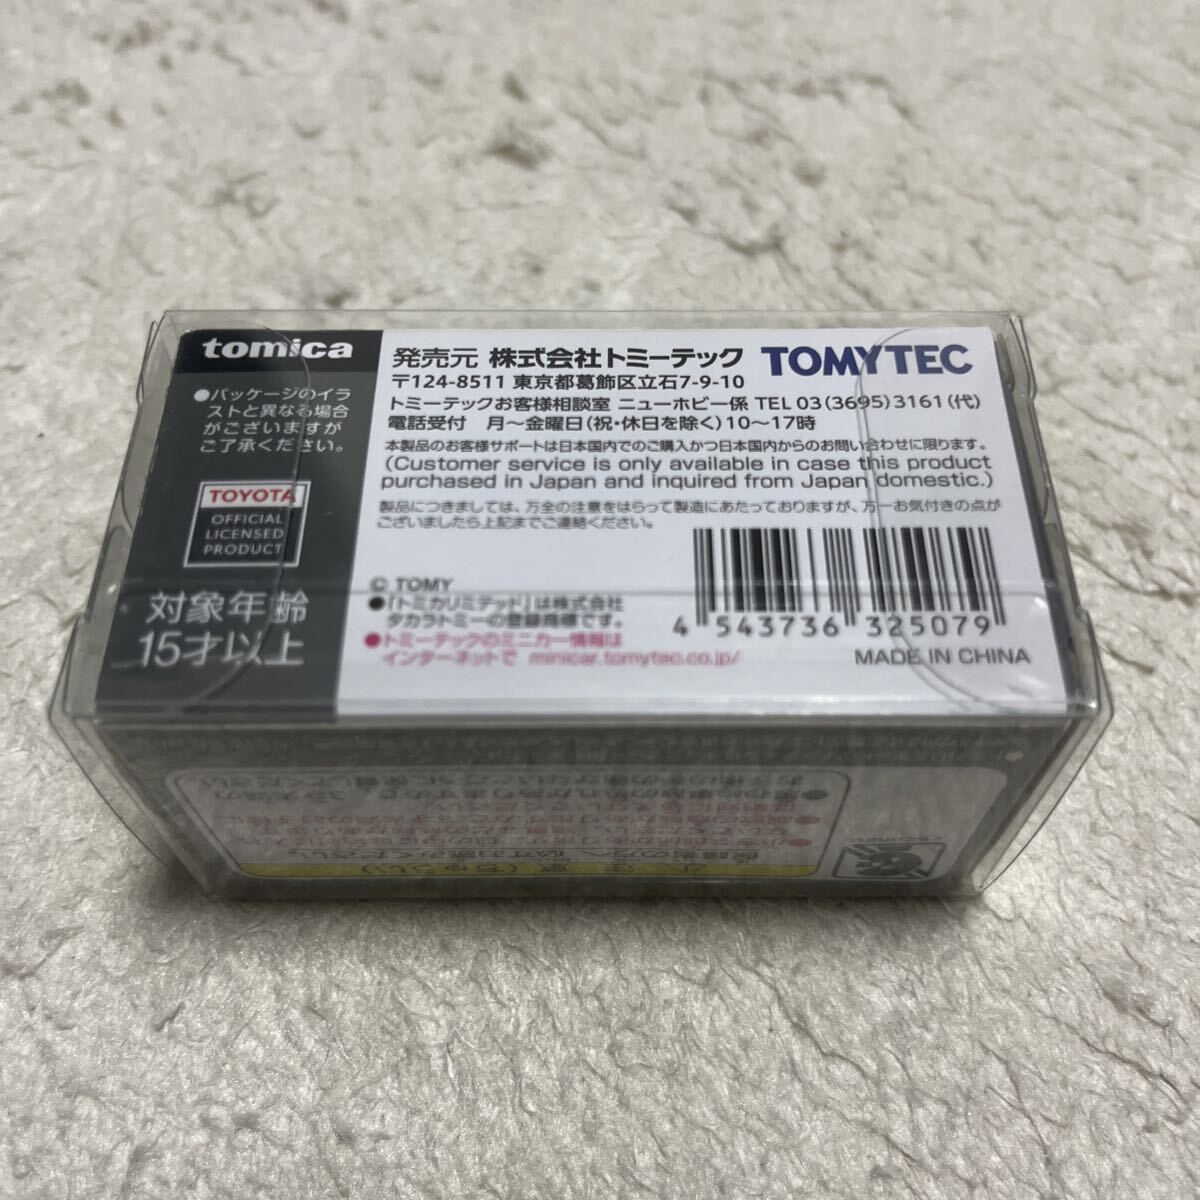 tomica
●パッケージのイラ
ストと異なる場合
がございますが
ご了承ください。
TOYOTA
OFFICIAL
LICENSED
PRODUCT
対象年齢
15才以上
発売元 株式会社トミーテック TOMYTEC
〒124-8511 東京都葛飾区立石7-9-10
トミーテックお客様相談室 ニューホビー係 TEL 03(3695)3161(代)
電話受付 月～金曜日(祝・休日を除く)10～17時
本製品のお客様サポートは日本国内でのご購入かつ日本国内からのお問い合わせに限ります。
(Customer service is only available in case this product
purchased in Japan and inquired from Japan domestic.)
製品につきましては、万全の注意をはらって製造にあたっておりますが、万一お気付きの点が
ございましたら上記までご連絡ください。
© TOMY
●「トミカリミテッド」は株式会社
タカラトミーの登録商標です。
●トミーテックのミニカー情報は
インターネットで minicar.tomytec.co.jp/
4 543736 325079
MADE IN CHINA